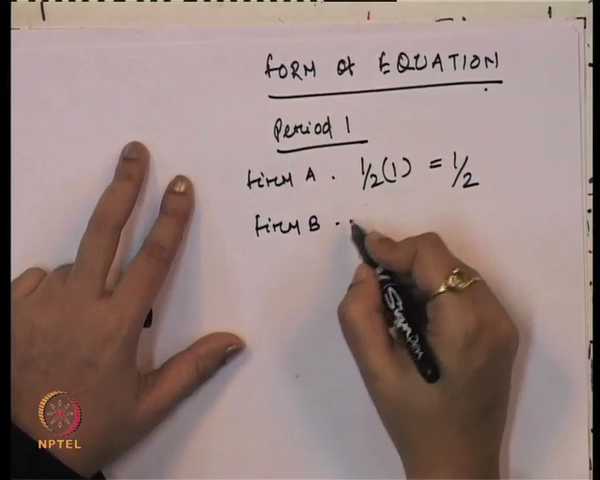 FORM of EQUATION
Period 1
Firm A . 1/2 (1) = 1/2
Firm B .
NPTEL